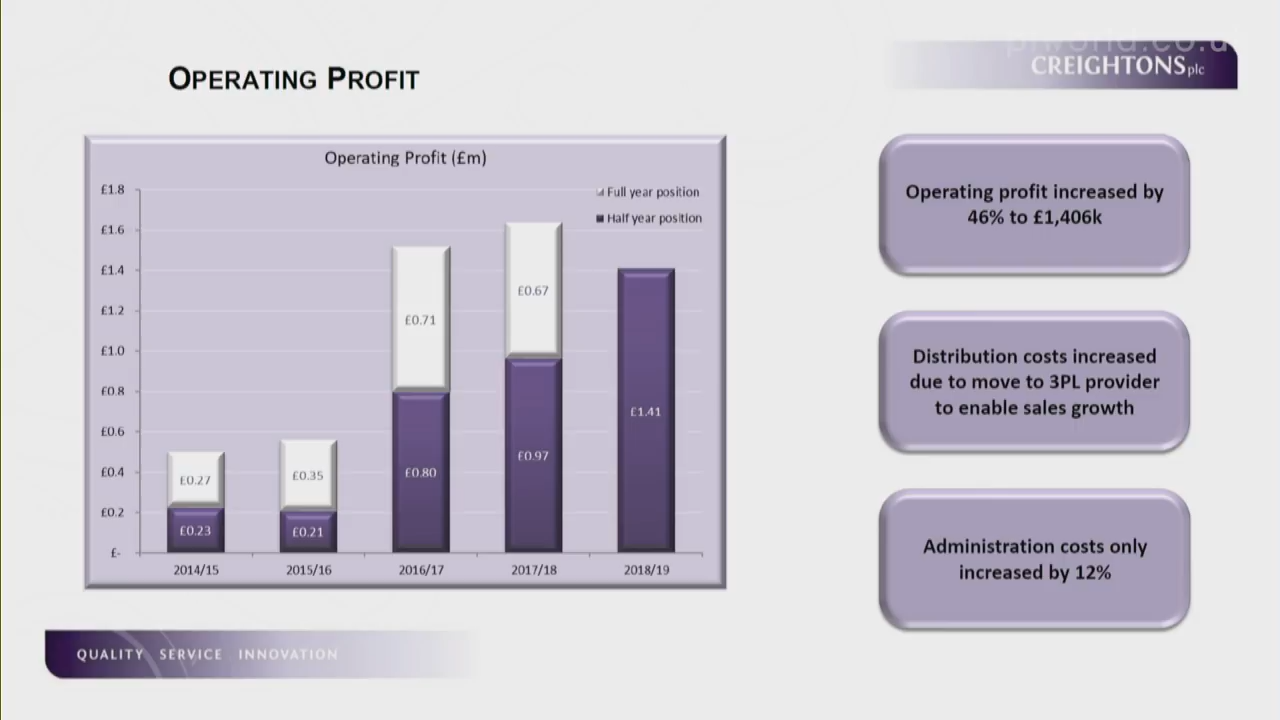 piworld.co.u
OPERATING PROFIT
CREIGHTONS plc
Operating Profit (£m)
£1.8
£1.6
£1.4
£1.2
£1.0
£0.8
£0.6
£0.4
£0.2
£-
Full year position
Half year position
£0.27
£0.23
£0.35
£0.21
£0.71
£0.80
£0.67
£0.97
£1.41
2014/15
2015/16
2016/17
2017/18
2018/19
Operating profit increased by
46% to £1,406k
Distribution costs increased
due to move to 3PL provider
to enable sales growth
Administration costs only
increased by 12%
QUALITY SERVICE INNOVATION